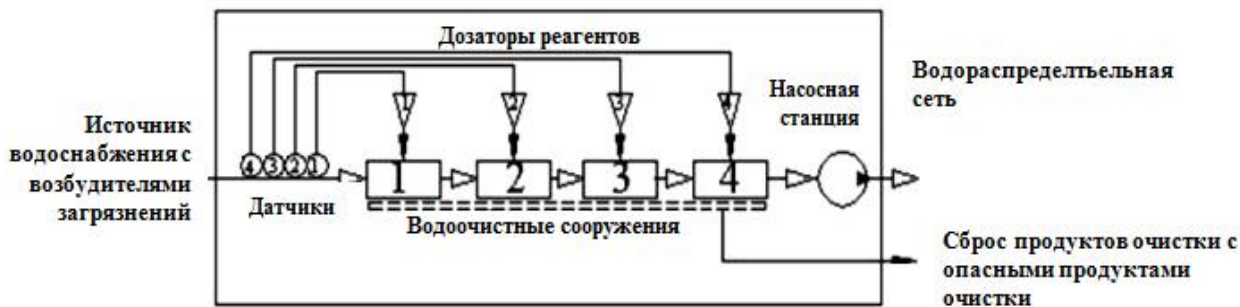 Дозаторы реагентов
Водораспределтьельная
сеть
Насосная
станция
Источник
водоснабжения с
возбудителями
загрязнений
1
2
3
4
4
3
2
1
1
2
3
4
Датчики
Водоочистные сооружения
Сброс продуктов очистки с
опасными продуктами
очистки